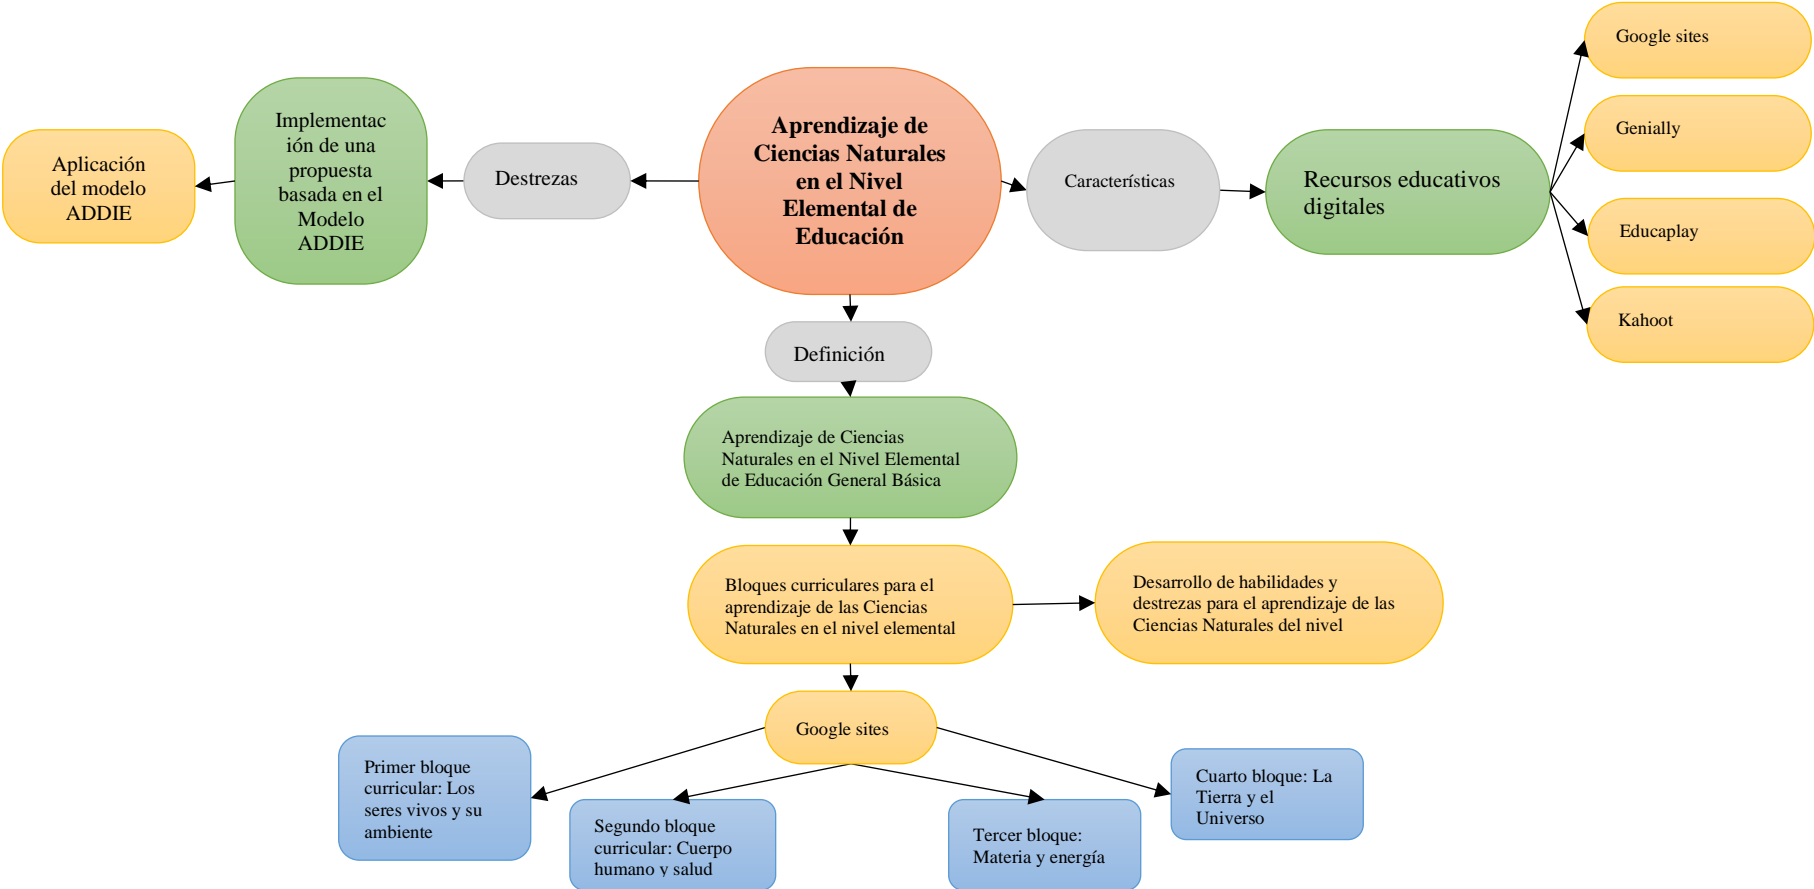 Google sites
Genially
Educaplay
Kahoot
Aprendizaje de
Ciencias Naturales
en el Nivel
Elemental de
Educación
Implementac
ión de una
propuesta
basada en el
Modelo
ADDIE
Aplicación
del modelo
ADDIE
Destrezas
Características
Recursos educativos
digitales
Definición
Aprendizaje de Ciencias
Naturales en el Nivel Elemental
de Educación General Básica
Bloques curriculares para el
aprendizaje de las Ciencias
Naturales en el nivel elemental
Desarrollo de habilidades y
destrezas para el aprendizaje de las
Ciencias Naturales del nivel
Google sites
Primer bloque
curricular: Los
seres vivos y su
ambiente
Segundo bloque
curricular: Cuerpo
humano y salud
Tercer bloque:
Materia y energía
Cuarto bloque: La
Tierra y el
Universo